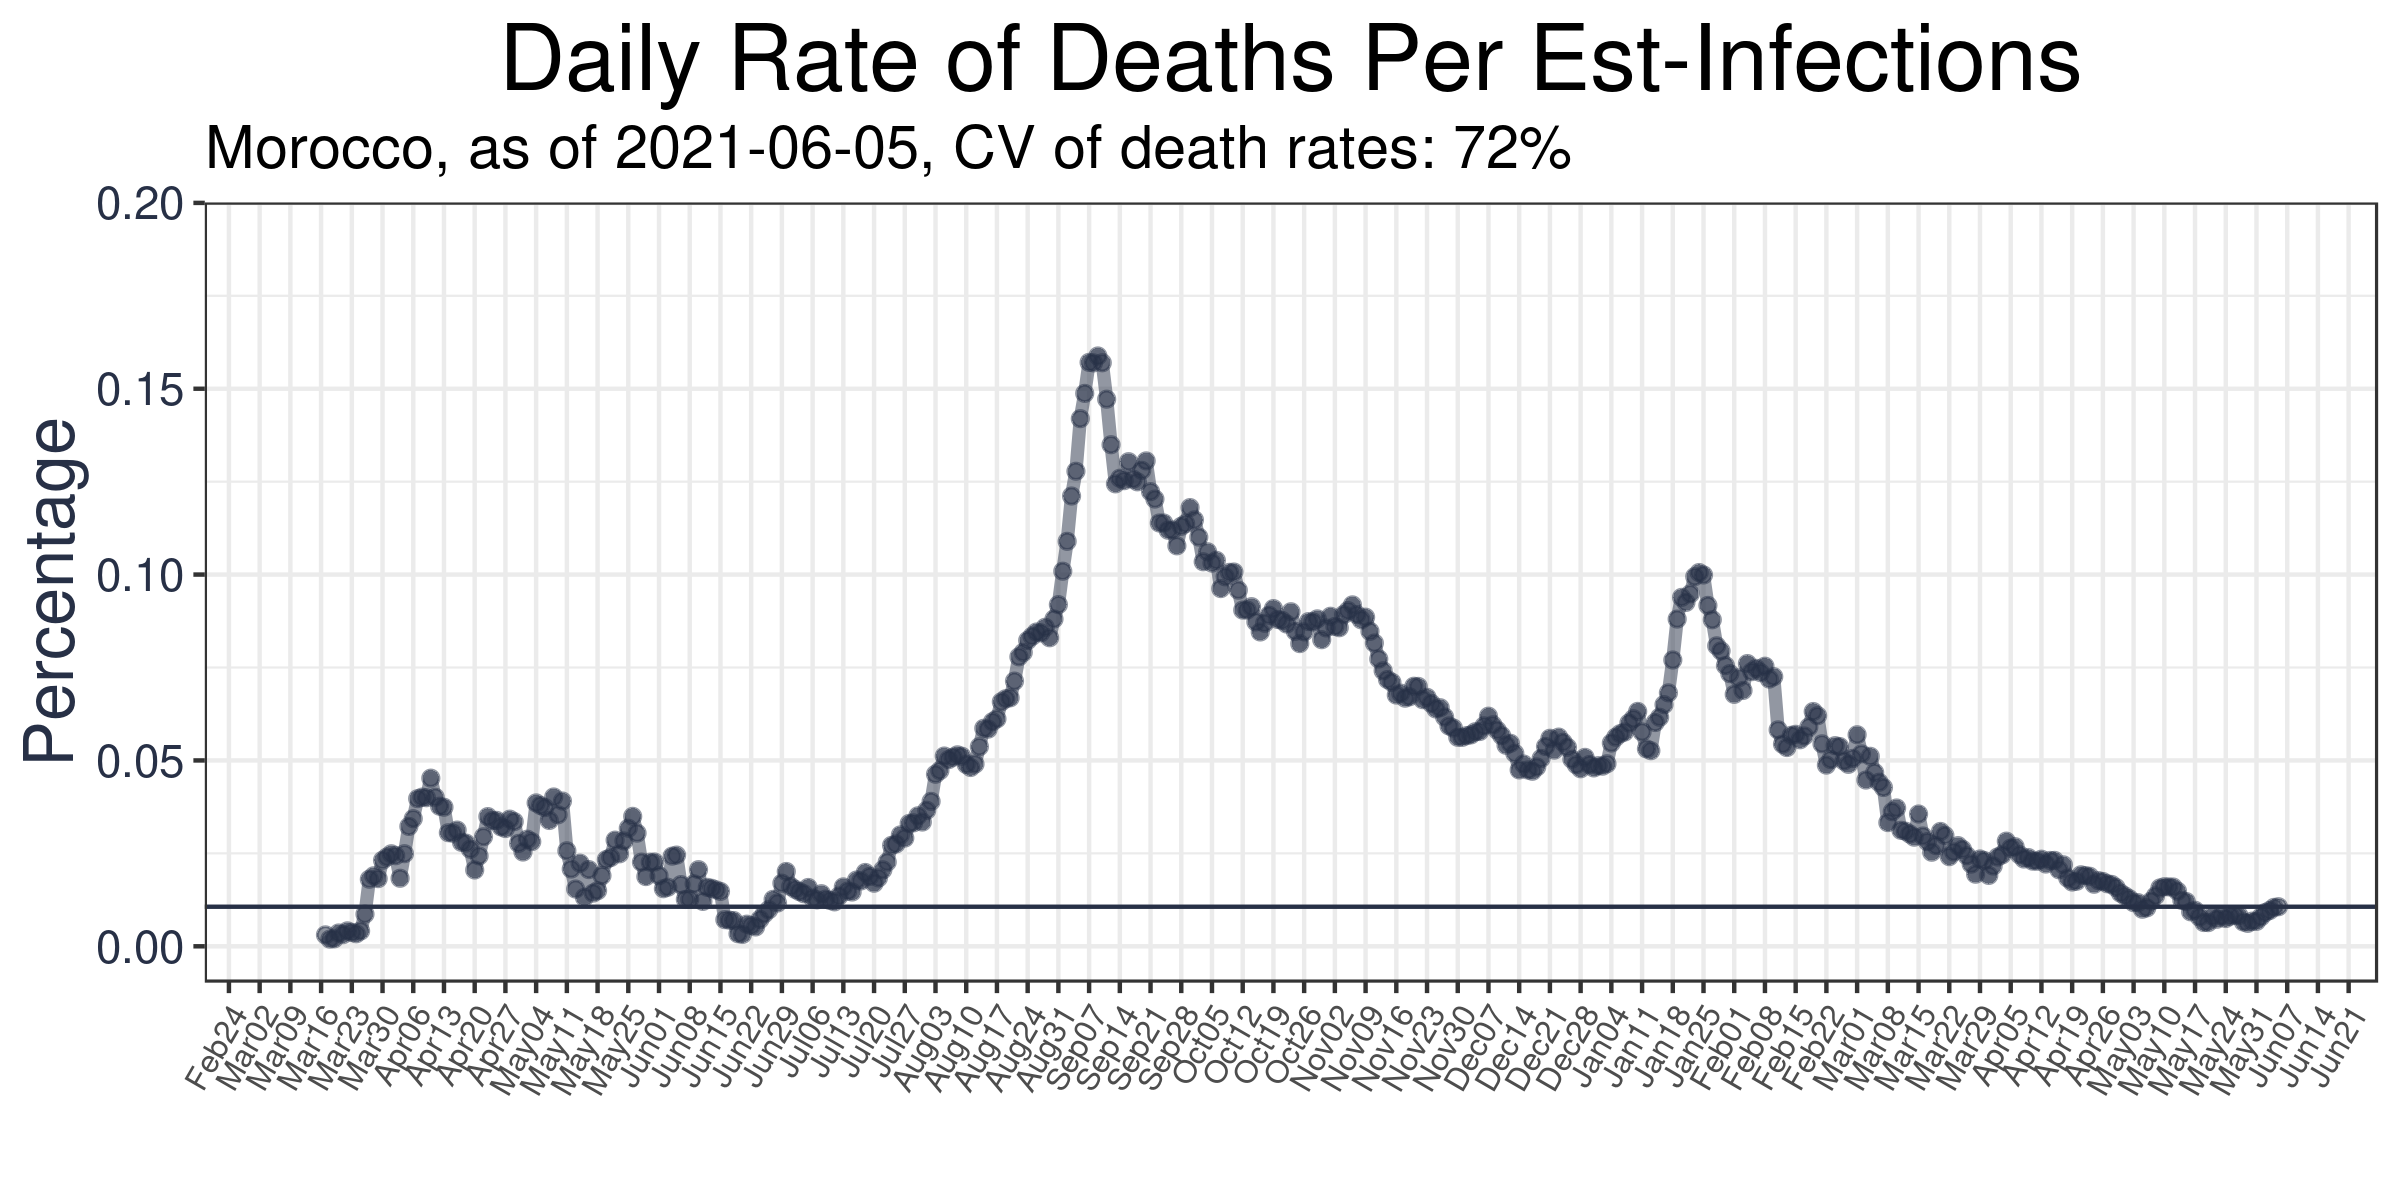 Daily Rate of Deaths Per Est-Infections
Morocco, as of 2021-06-05, CV of death rates: 72%
Percentage
0.20
0.15
0.10
0.05
0.00
Feb24
Mar02
Mar09
Mar16
Mar23
Mar30
Apr06
Apr13
Apr20
Apr27
May04
May11
May18
May25
Jun01
Jun08
Jun15
Jun22
Jun29
Jul06
Jul13
Jul20
Jul27
Aug03
Aug10
Aug17
Aug24
Aug31
Sep07
Sep14
Sep21
Sep28
Oct05
Oct12
Oct19
Oct26
Nov02
Nov09
Nov16
Nov23
Nov30
Dec07
Dec14
Dec21
Dec28
Jan04
Jan11
Jan18
Jan25
Feb01
Feb08
Feb15
Feb22
Mar01
Mar08
Mar15
Mar22
Mar29
Apr05
Apr12
Apr19
Apr26
May03
May10
May17
May24
May31
Jun07
Jun14
Jun21